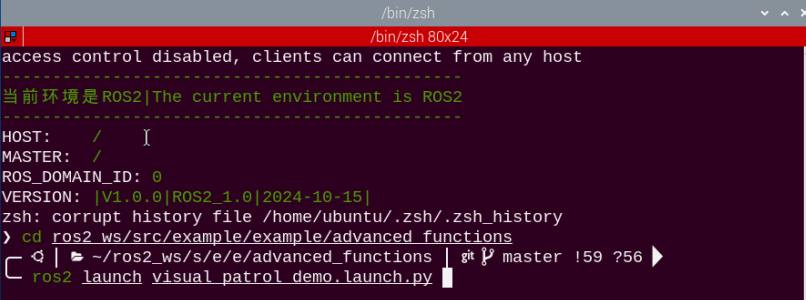 /bin/zsh
/bin/zsh 80x24
access control disabled, clients can connect from any host
----------------------------------------------
当前环境是ROS2|The current environment is ROS2
----------------------------------------------
HOST: /
MASTER: /
ROS_DOMAIN_ID: 0
VERSION: |V1.0.0|ROS2_1.0|2024-10-15|
zsh: corrupt history file /home/ubuntu/.zsh/.zsh_history
❯ cd ros2_ws/src/example/example/advanced_functions
~/ros2_ws/s/e/e/advanced_functions | git master !59 ?56
ros2 launch visual_patrol_demo.launch.py